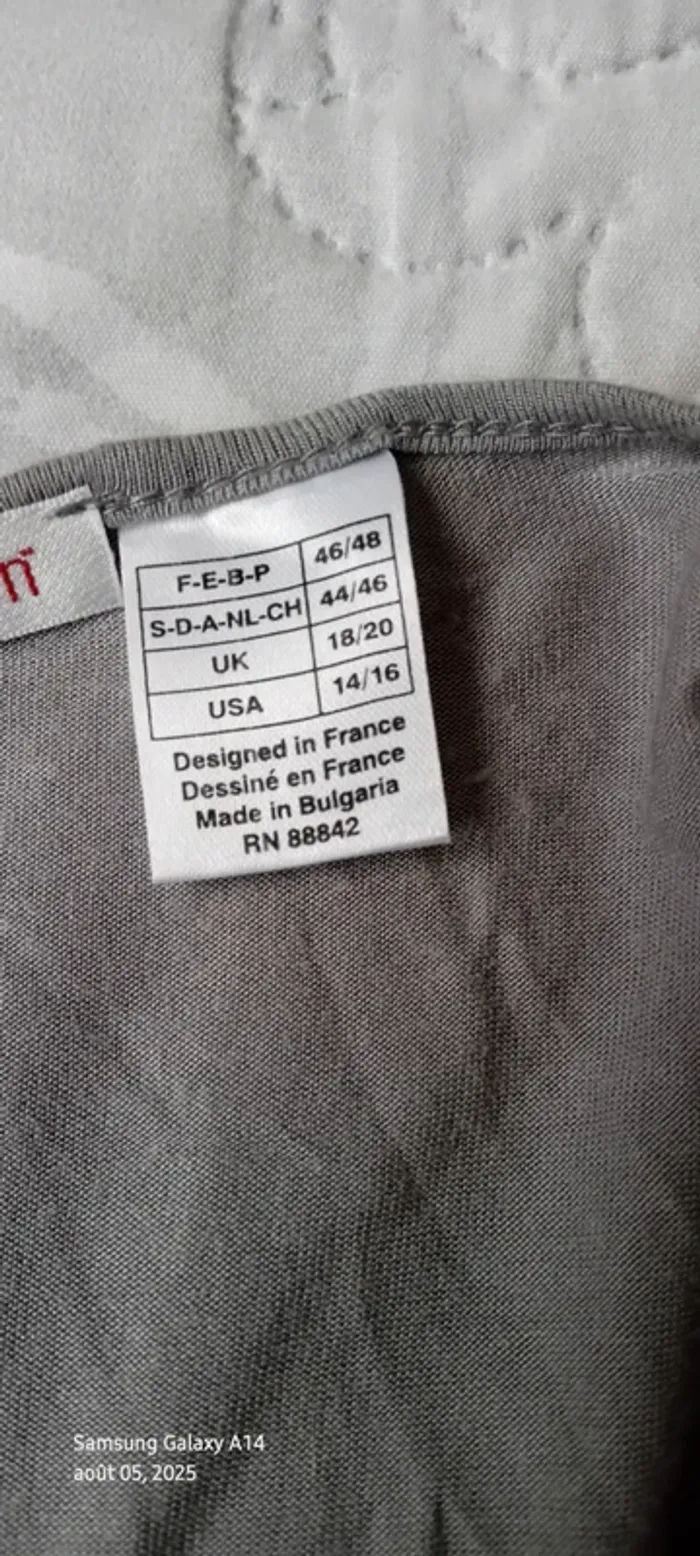 F-E-B-P 46/48
S-D-A-NL-CH 44/46
UK 18/20
USA 14/16
Designed in France
Dessiné en France
Made in Bulgaria
RN 88842
Samsung Galaxy A14
août 05, 2025